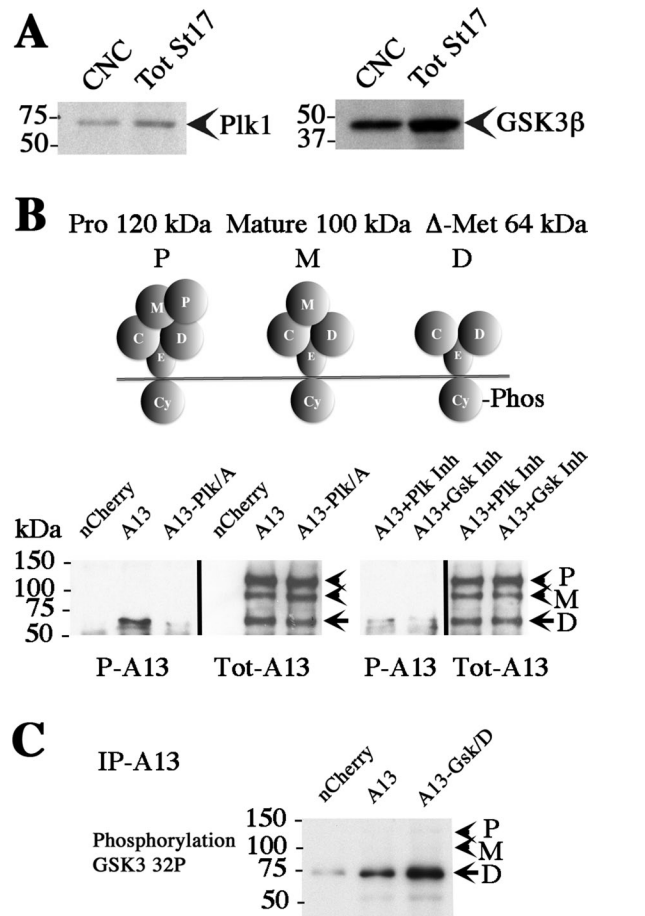 A
CNC
Tot St17
75-
50-
Plk1
CNC
Tot St17
50-
37-
GSK3β
B
Pro 120 kDa Mature 100 kDa Δ-Met 64 kDa
P M D
M P
C D
E
Cy
M
C D
E
Cy
C D
E
Cy
-Phos
nCherry
A13
A13-Plk/A
nCherry
A13
A13-Plk/A
A13+Plk Inh
A13+Gsk Inh
A13+Plk Inh
A13+Gsk Inh
kDa
150 -
100 -
75 -
50 -
P
M
D
P-A13 Tot-A13 P-A13 Tot-A13
C
IP-A13
nCherry
A13
A13-Gsk/D
Phosphorylation
GSK3 32P
150 -
100 -
75 -
50 -
P
M
D